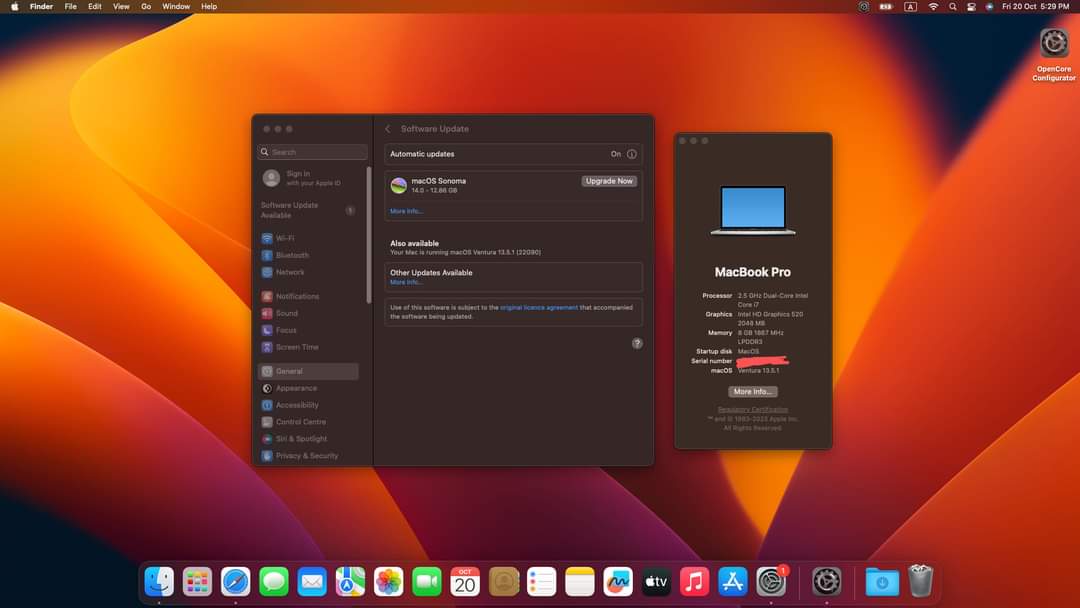 Finder File Edit View Go Window Help
A
Fri 20 Oct 5:29 PM
OpenCore
Configurator
Search
Sign in
with your Apple ID
Software Update
Available
1
Wi-Fi
Bluetooth
Network
Notifications
Sound
Focus
Screen Time
General
Appearance
Accessibility
Control Centre
Siri & Spotlight
Privacy & Security
Software Update
Automatic updates On
macOS Sonoma Upgrade Now
14.0 - 12.86 GB
More Info...
Also available
Your Mac is running macOS Ventura 13.5.1 (22G90)
Other Updates Available
More Info...
Use of this software is subject to the original licence agreement that accompanied
the software being updated.
?
MacBook Pro
Processor 2.5 GHz Dual-Core Intel
Core i7
Graphics Intel HD Graphics 520
2048 MB
Memory 8 GB 1867 MHz
LPDDR3
Startup disk MacOS
Serial number
macOS Ventura 13.5.1
More Info...
Regulatory Certification
™ and © 1983-2023 Apple Inc.
All Rights Reserved.
OCT
20
tv
1